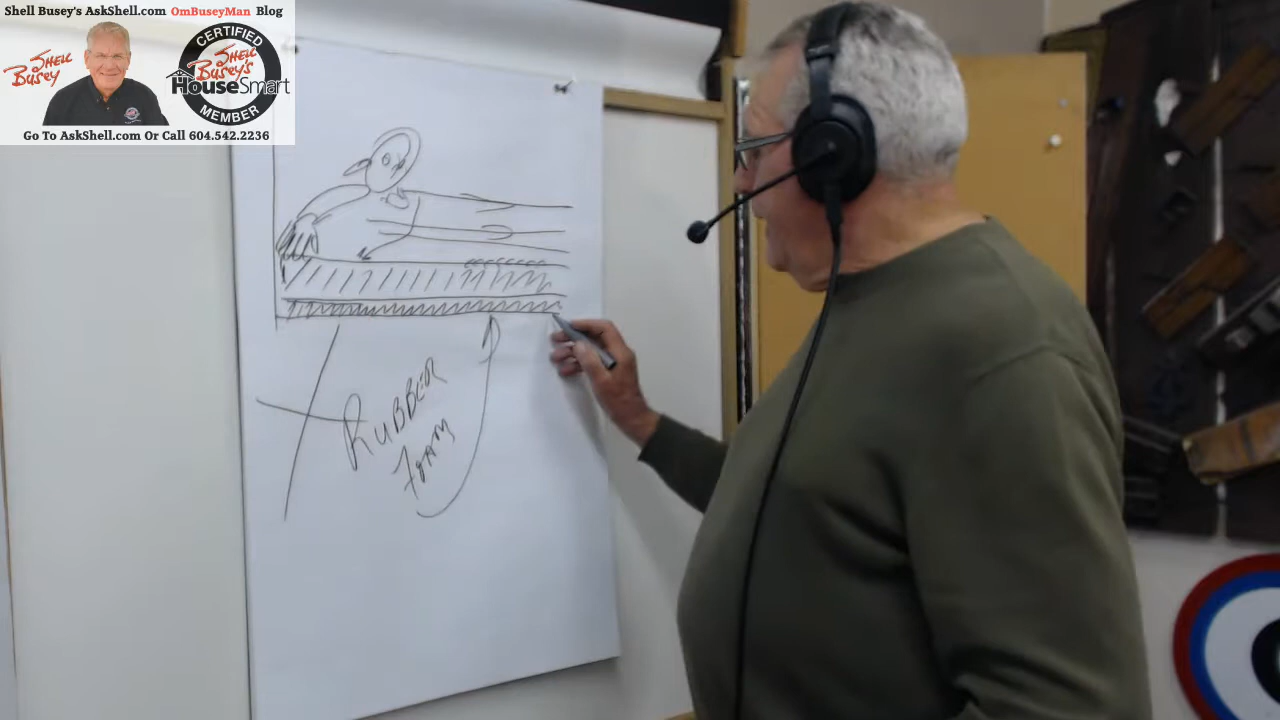 Shell Busey's AskShell.com OmBuseyMan Blog
Shell
Busey
CERTIFIED
Shell
Busey's
HouseSmart
MEMBER
Go To AskShell.com Or Call 604.542.2236
RUBBER
FOAM